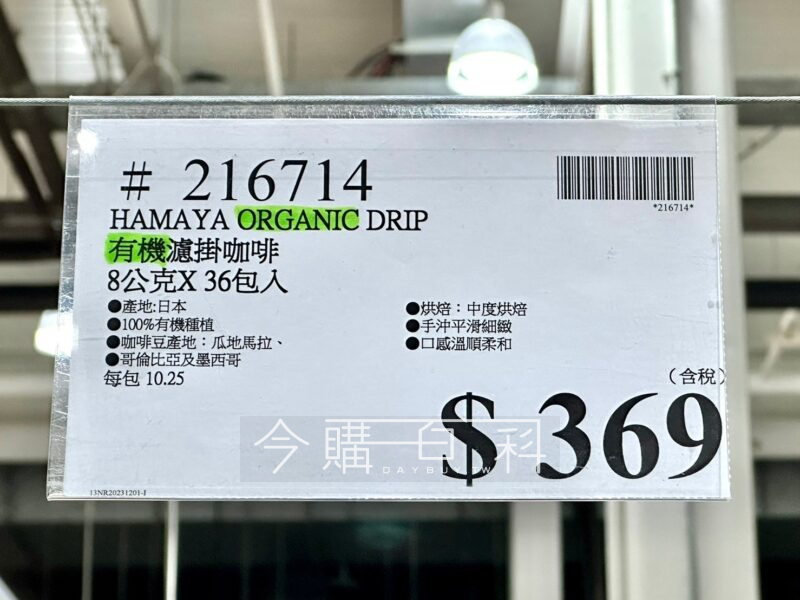 # 216714
*216714*
HAMAYA ORGANIC DRIP
有機濾掛咖啡
8公克X 36包入
●產地:日本
●100%有機種植
●咖啡豆產地：瓜地馬拉、
●哥倫比亞及墨西哥
每包 10.25
●烘焙：中度烘焙
●手沖平滑細緻
●口感溫順柔和
（含稅）
$ 369
今購百科
DAYBUY
13NR20231201-J